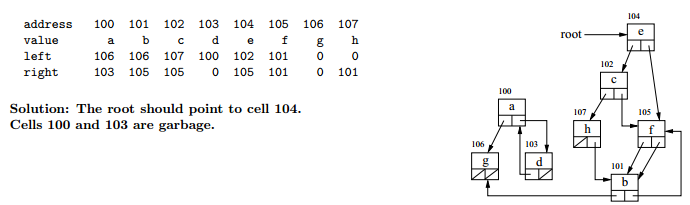 address 100 101 102 103 104 105 106 107
value a b c d e f g h
left 106 106 107 100 102 101 0 0
right 103 105 105 0 105 101 0 101
Solution: The root should point to cell 104.
Cells 100 and 103 are garbage.
104
root
e
102
c
100
a
107
105
h
f
106
103
g
d
101
b